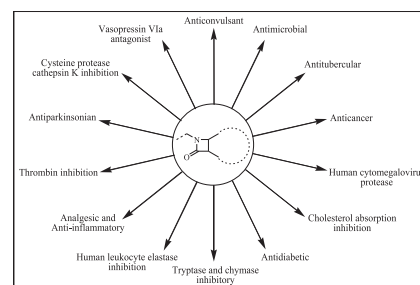 Anticonvulsant
Vasopressin VIa
antagonist
Antimicrobial
Cysteine protease
cathepsin K inhibition
Antitubercular
Antiparkinsonian
Anticancer
N
O
Thrombin inhibition
Human cytomegaloviru
protease
Analgesic and
Anti-inflammatory
Cholesterol absorption
inhibition
Human leukocyte elastase
inhibition
Antidiabetic
Tryptase and chymase
inhibitory